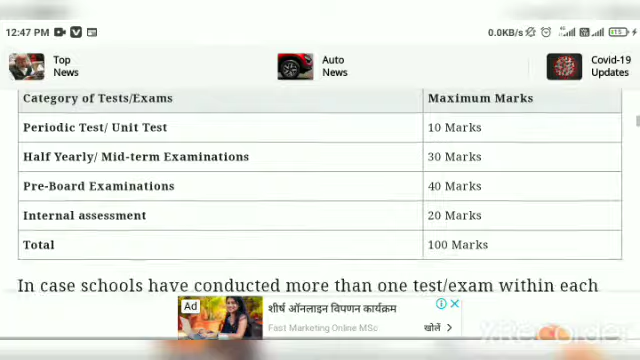 12:47 PM 0.0KB/s 15
Top
News
Auto
News
Covid-19
Updates
Category of Tests/Exams Maximum Marks
Periodic Test/ Unit Test 10 Marks
Half Yearly/ Mid-term Examinations 30 Marks
Pre-Board Examinations 40 Marks
Internal assessment 20 Marks
Total 100 Marks
In case schools have conducted more than one test/exam within each
Ad शीर्ष ऑनलाइन विपणन कार्यक्रम
Fast Marketing Online MSc खोलें
XRecorder